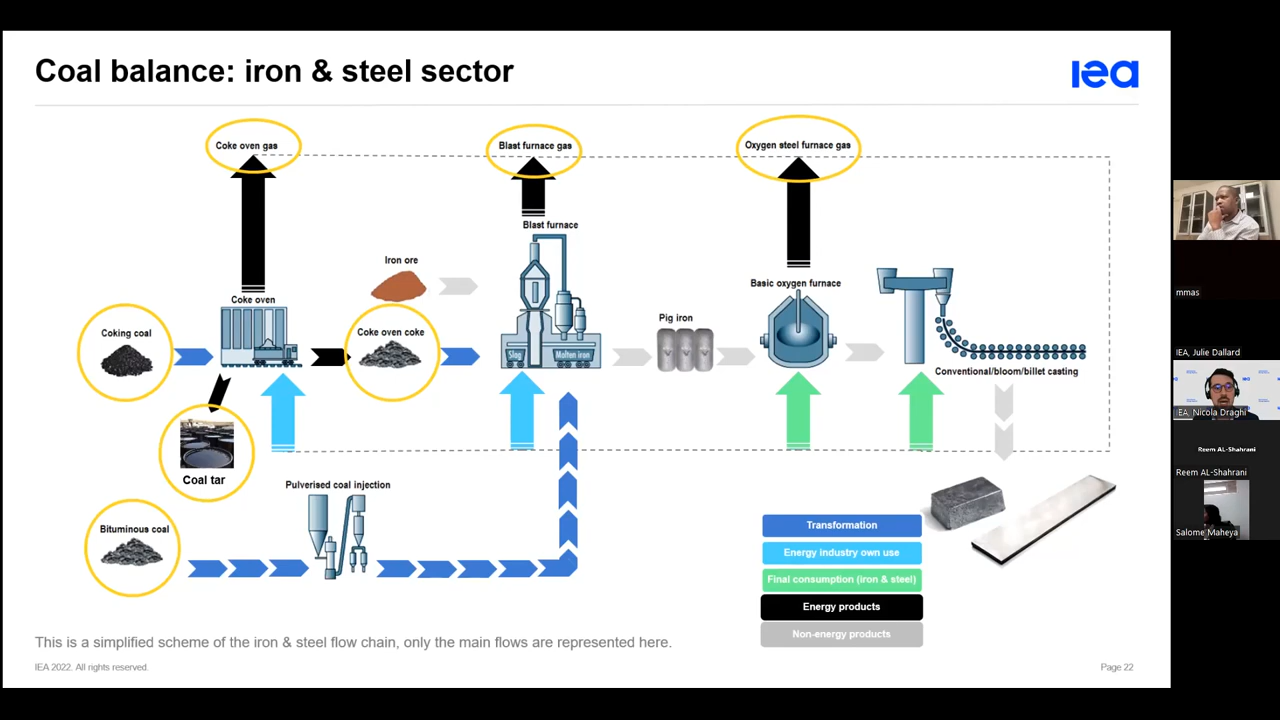 Coal balance: iron & steel sector
iea
Coke oven gas
Blast furnace gas
Oxygen steel furnace gas
Blast furnace
Iron ore
Basic oxygen furnace
Coke oven
Coking coal
Coke oven coke
Pig iron
Slag
Molten iron
Conventional/bloom/billet casting
Coal tar
Pulverised coal injection
Bituminous coal
Transformation
Energy industry own use
Final consumption (iron & steel)
Energy products
Non-energy products
This is a simplified scheme of the iron & steel flow chain, only the main flows are represented here.
IEA 2022. All rights reserved.
Page 22
mmas
IEA, Julie Dallard
IEA, Nicola Draghi
Reem AL-Shahrani
Reem AL-Shahrani
Salome Maheya